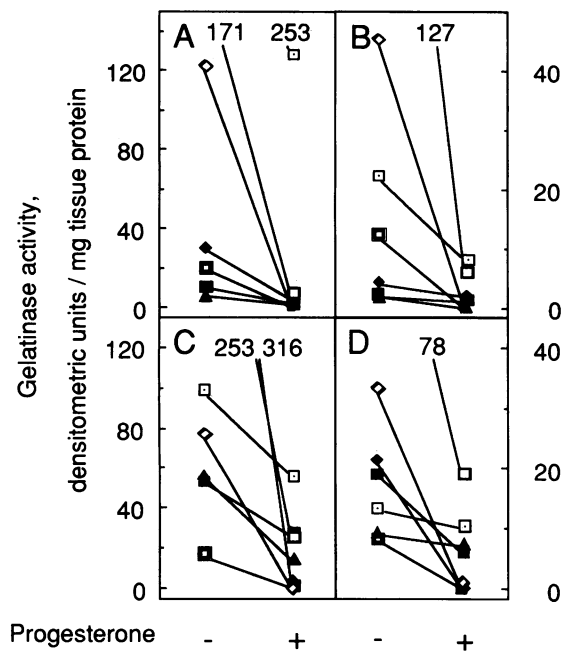 A 171 253 B 127
120 40
80
20
40
0 0
C 253 316 D 78
120 40
80
20
40
0 0
Gelatinase activity,
densitometric units / mg tissue protein
Progesterone - + - +